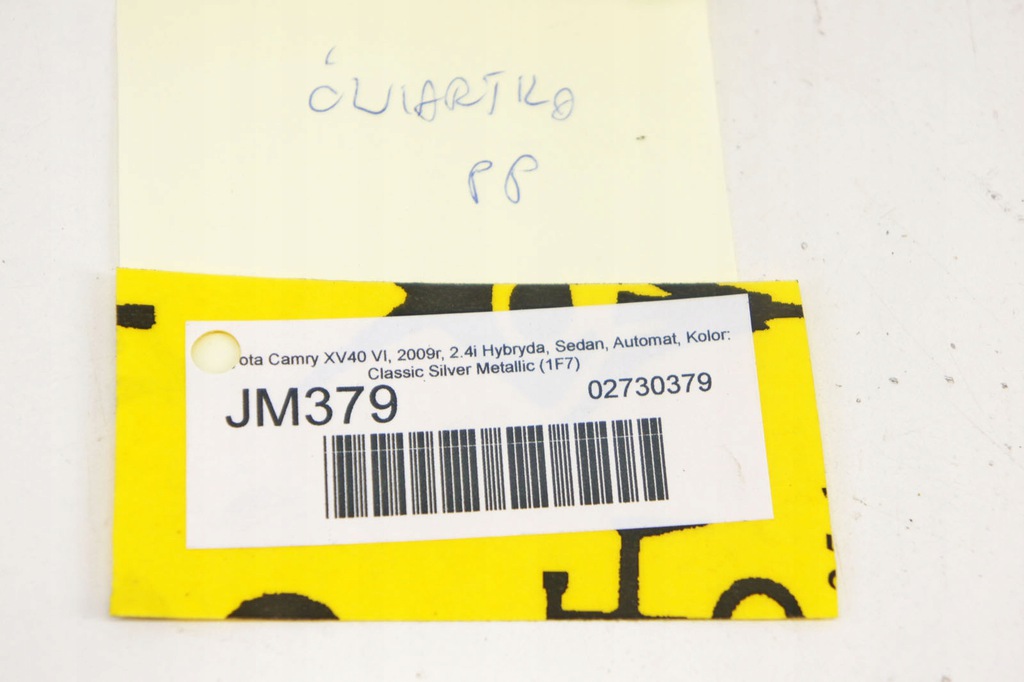 ĆWIARTKA
PP
ota Camry XV40 VI, 2009r, 2.4i Hybryda, Sedan, Automat, Kolor:
Classic Silver Metallic (1F7)
JM379
02730379